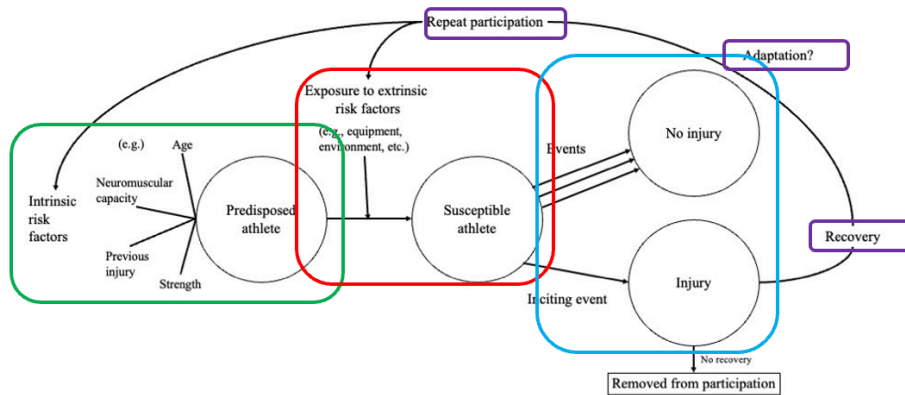 Repeat participation
Adaptation?
Exposure to extrinsic
risk factors
(e.g., equipment,
environment, etc.)
(e.g.)
Age
Neuromuscular
capacity
Intrinsic
risk
factors
Previous
injury
Strength
Predisposed
athlete
Susceptible
athlete
Events
No injury
Inciting event
Injury
Recovery
No recovery
Removed from participation